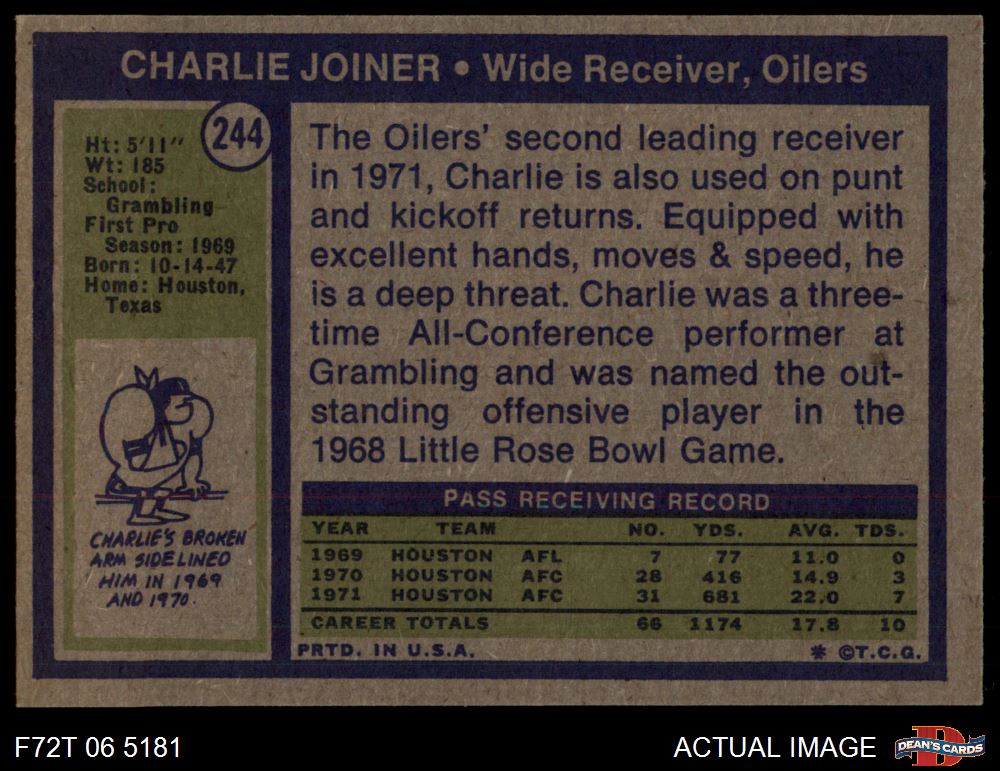 CHARLIE JOINER • Wide Receiver, Oilers
244
Ht: 5'11"
Wt: 185
School:
Grambling
First Pro
Season: 1969
Born: 10-14-47
Home: Houston,
Texas
CHARLIE'S BROKEN
ARM SIDELINED
HIM IN 1969
AND 1970.
The Oilers' second leading receiver
in 1971, Charlie is also used on punt
and kickoff returns. Equipped with
excellent hands, moves & speed, he
is a deep threat. Charlie was a three-
time All-Conference performer at
Grambling and was named the out-
standing offensive player in the
1968 Little Rose Bowl Game.
PASS RECEIVING RECORD
YEAR TEAM NO. YDS. AVG. TDS.
1969 HOUSTON AFL 7 77 11.0 0
1970 HOUSTON AFC 28 416 14.9 3
1971 HOUSTON AFC 31 681 22.0 7
CAREER TOTALS 66 1174 17.8 10
PRTD. IN U.S.A. * ©T.C.G.
F72T 06 5181 ACTUAL IMAGE D DEAN'S CARDS